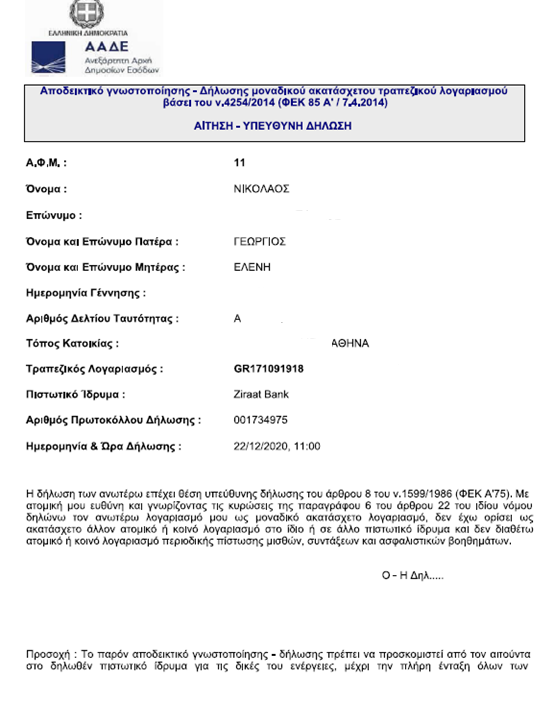 ΕΛΛΗΝΙΚΗ ΔΗΜΟΚΡΑΤΙΑ
ΑΑΔΕ
Ανεξάρτητη Αρχή
Δημοσίων Εσόδων
Αποδεικτικό γνωστοποίησης - Δήλωσης μοναδικού ακατάσχετου τραπεζικού λογαριασμού
βάσει του ν.4254/2014 (ΦΕΚ 85 Α' / 7.4.2014)
ΑΙΤΗΣΗ - ΥΠΕΥΘΥΝΗ ΔΗΛΩΣΗ
Α.Φ.Μ. : 11
Όνομα : ΝΙΚΟΛΑΟΣ
Επώνυμο :
Όνομα και Επώνυμο Πατέρα : ΓΕΩΡΓΙΟΣ
Όνομα και Επώνυμο Μητέρας : ΕΛΕΝΗ
Ημερομηνία Γέννησης :
Αριθμός Δελτίου Ταυτότητας : Α
Τόπος Κατοικίας : ΑΘΗΝΑ
Τραπεζικός Λογαριασμός : GR171091918
Πιστωτικό Ίδρυμα : Ziraat Bank
Αριθμός Πρωτοκόλλου Δήλωσης : 001734975
Ημερομηνία & Ώρα Δήλωσης : 22/12/2020, 11:00
Η δήλωση των ανωτέρω επέχει θέση υπεύθυνης δήλωσης του άρθρου 8 του ν.1599/1986 (ΦΕΚ Α'75). Με
ατομική μου ευθύνη και γνωρίζοντας τις κυρώσεις της παραγράφου 6 του άρθρου 22 του ιδίου νόμου
δηλώνω τον ανωτέρω λογαριασμό μου ως μοναδικό ακατάσχετο λογαριασμό, δεν έχω ορίσει ως
ακατάσχετο άλλον ατομικό ή κοινό λογαριασμό στο ίδιο ή σε άλλο πιστωτικό ίδρυμα και δεν διαθέτω
ατομικό ή κοινό λογαριασμό περιοδικής πίστωσης μισθών, συντάξεων και ασφαλιστικών βοηθημάτων.
Ο - Η Δηλ.....
Προσοχή : Το παρόν αποδεικτικό γνωστοποίησης - δήλωσης πρέπει να προσκομιστεί από τον αιτούντα
στο δηλωθέν πιστωτικό ίδρυμα για τις δικές του ενέργειες, μέχρι την πλήρη ένταξη όλων των